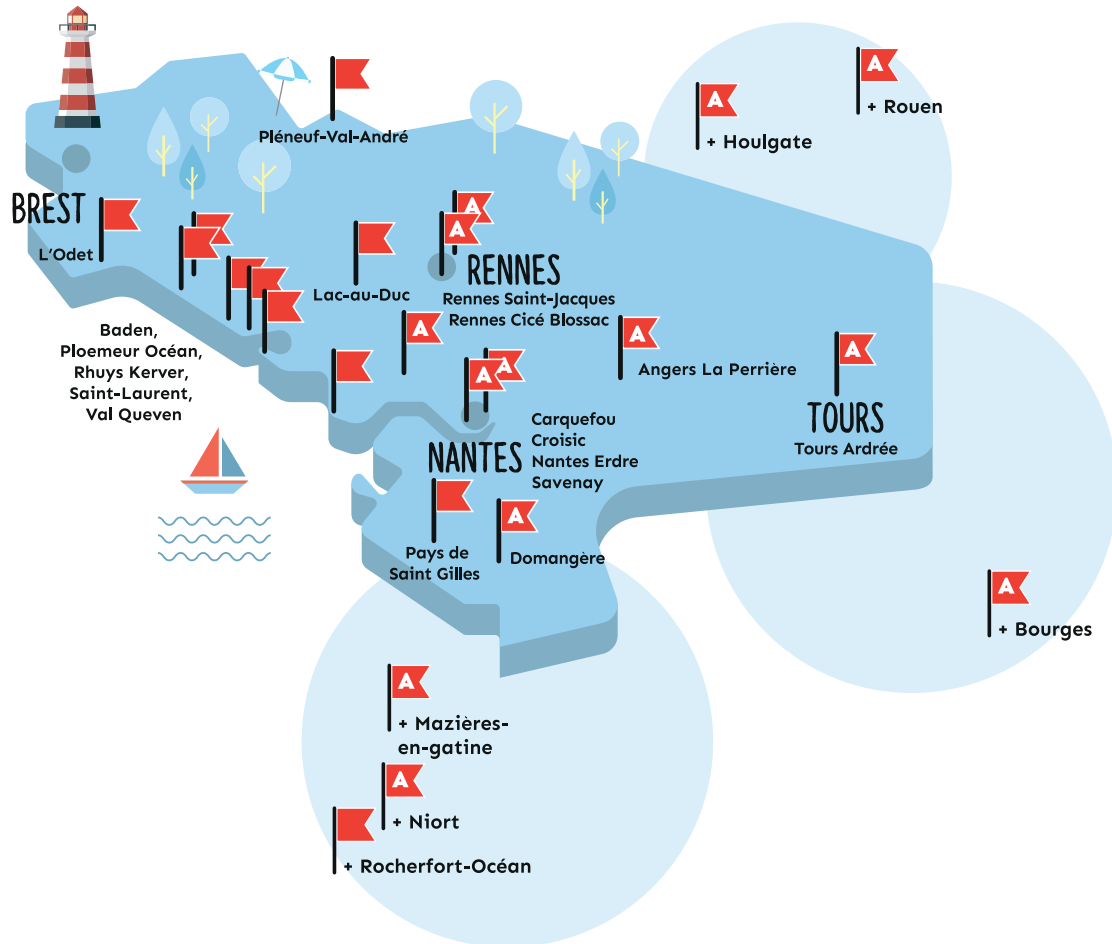 A
+ Rouen
A
+ Houlgate
Pléneuf-Val-André
BREST
L'Odet
A
A
RENNES
Rennes Saint-Jacques
Rennes Cicé Blossac
Lac-au-Duc
Baden,
Ploemeur Océan,
Rhuys Kerver,
Saint-Laurent,
Val Queven
A
A
Angers La Perrière
A
TOURS
Tours Ardrée
A
A
NANTES
Carquefou
Croisic
Nantes Erdre
Savenay
Pays de
Saint Gilles
A
Domangère
A
+ Bourges
A
+ Mazières-
en-gatine
A
+ Niort
+ Rocherfort-Océan